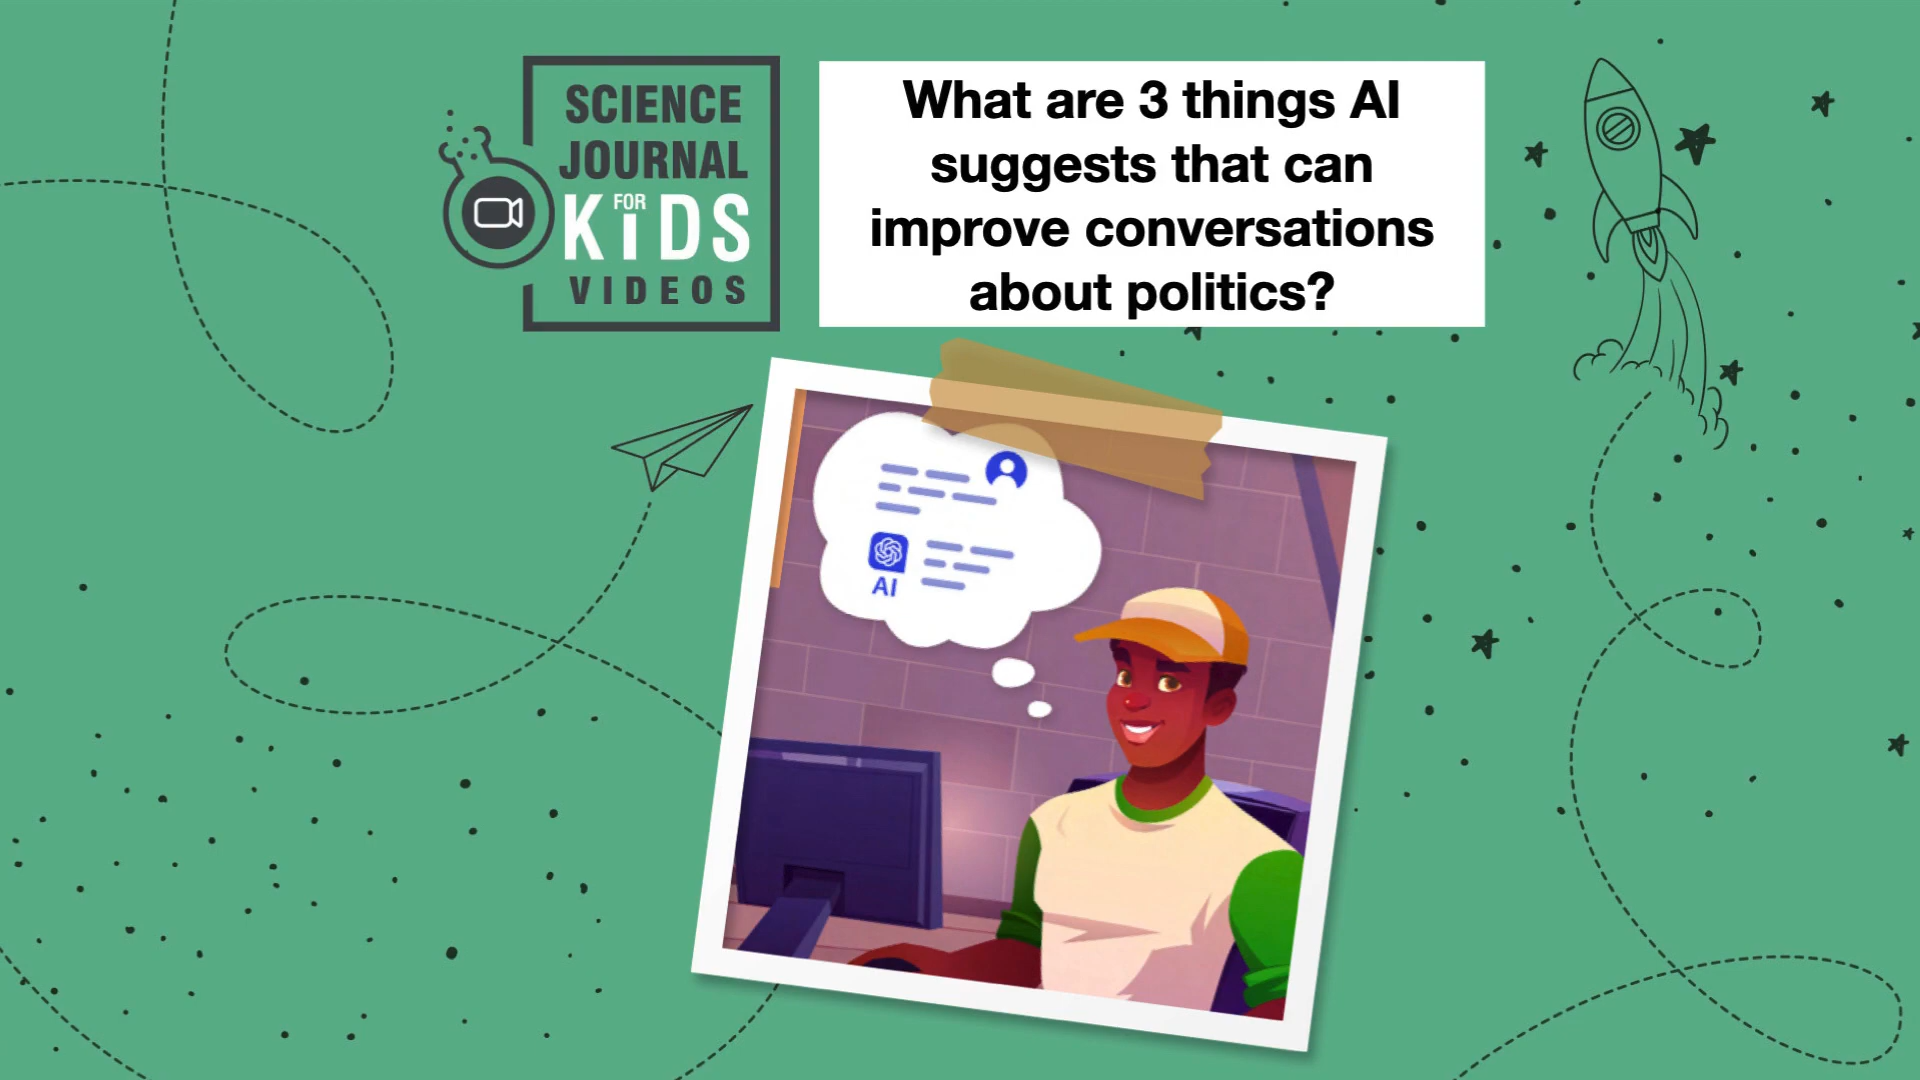 SCIENCE
JOURNAL
FOR
KiDS
VIDEOS
What are 3 things AI
suggests that can
improve conversations
about politics?
AI